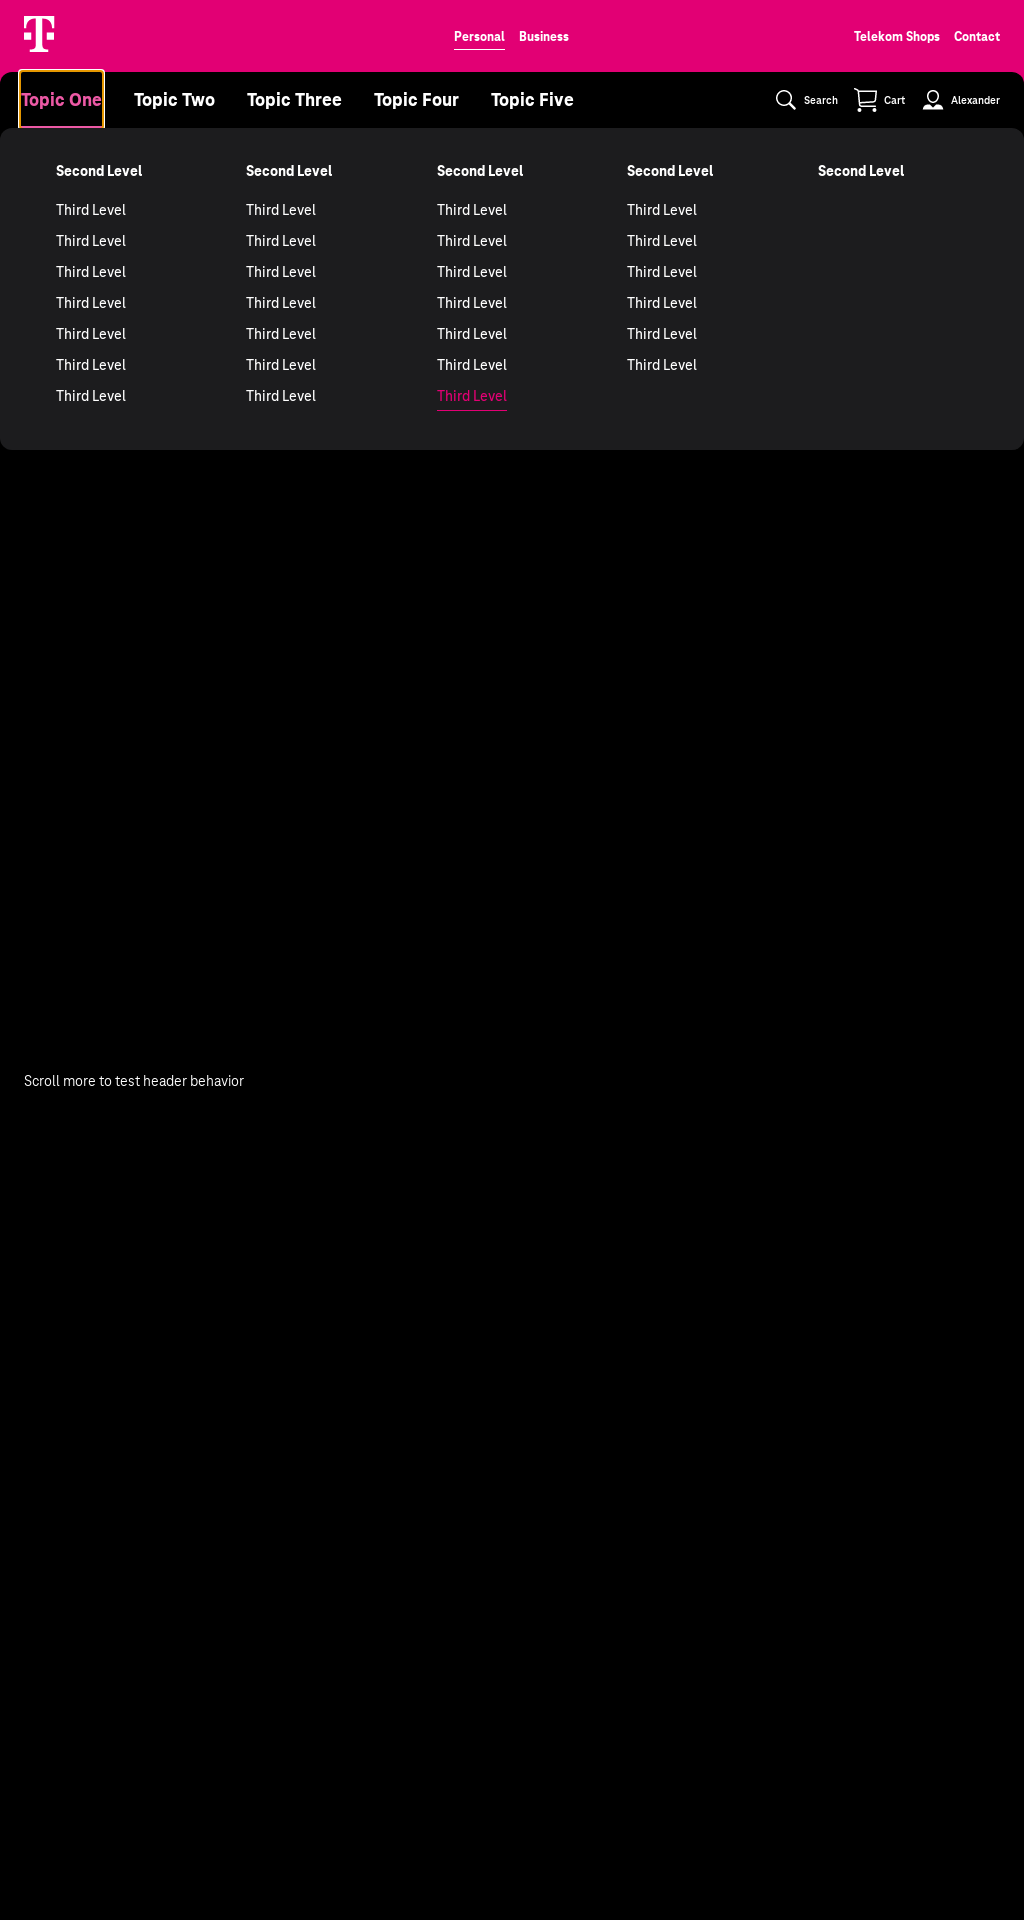 T
Personal Business
Telekom Shops Contact
Topic One Topic Two Topic Three Topic Four Topic Five
Search Cart Alexander
Second Level Second Level Second Level Second Level Second Level
Third Level Third Level Third Level Third Level
Third Level Third Level Third Level Third Level
Third Level Third Level Third Level Third Level
Third Level Third Level Third Level Third Level
Third Level Third Level Third Level Third Level
Third Level Third Level Third Level Third Level
Third Level Third Level Third Level
Scroll more to test header behavior